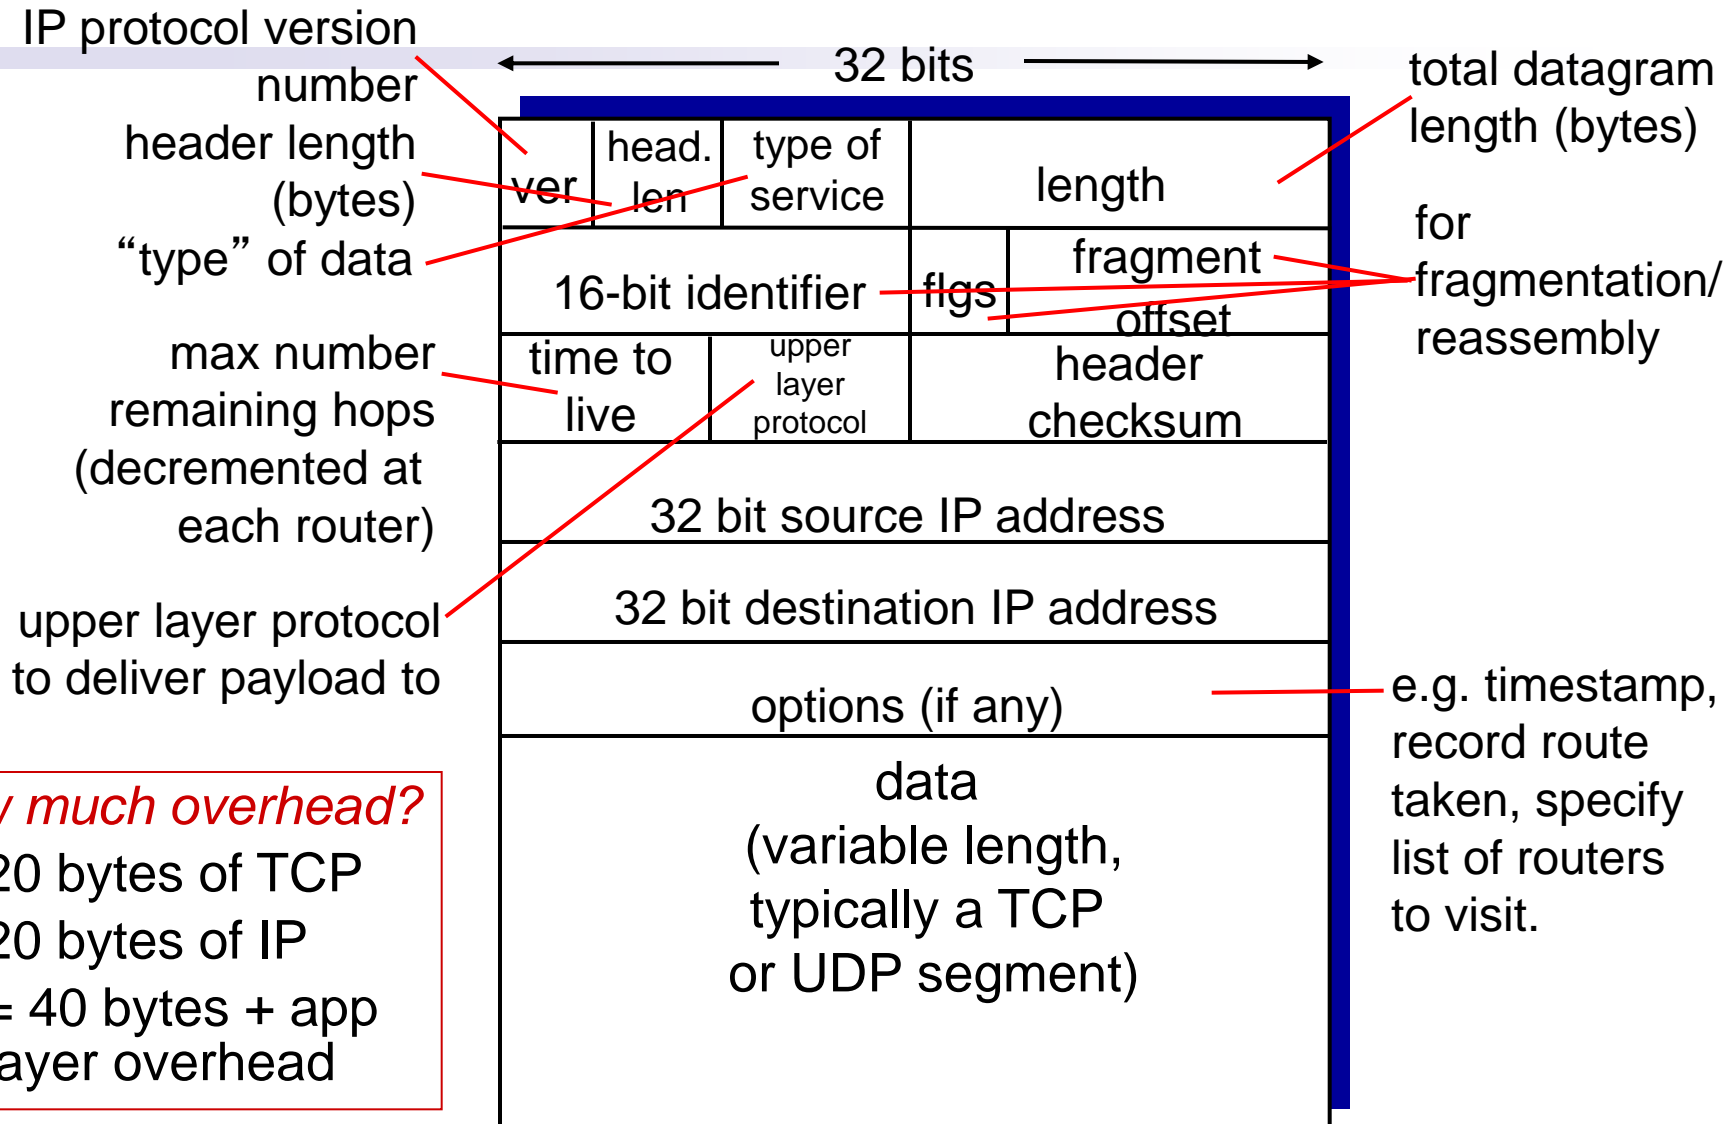 IP protocol version
number
header length
(bytes)
“type” of data
max number
remaining hops
(decremented at
each router)
upper layer protocol
to deliver payload to
much overhead?
20 bytes of TCP
20 bytes of IP
= 40 bytes + app
ayer overhead
32 bits
ver
head.
len
type of
service
length
16-bit identifier
flgs
fragment
offset
time to
live
upper
layer
protocol
header
checksum
32 bit source IP address
32 bit destination IP address
options (if any)
data
(variable length,
typically a TCP
or UDP segment)
total datagram
length (bytes)
for
fragmentation/
reassembly
e.g. timestamp,
record route
taken, specify
list of routers
to visit.